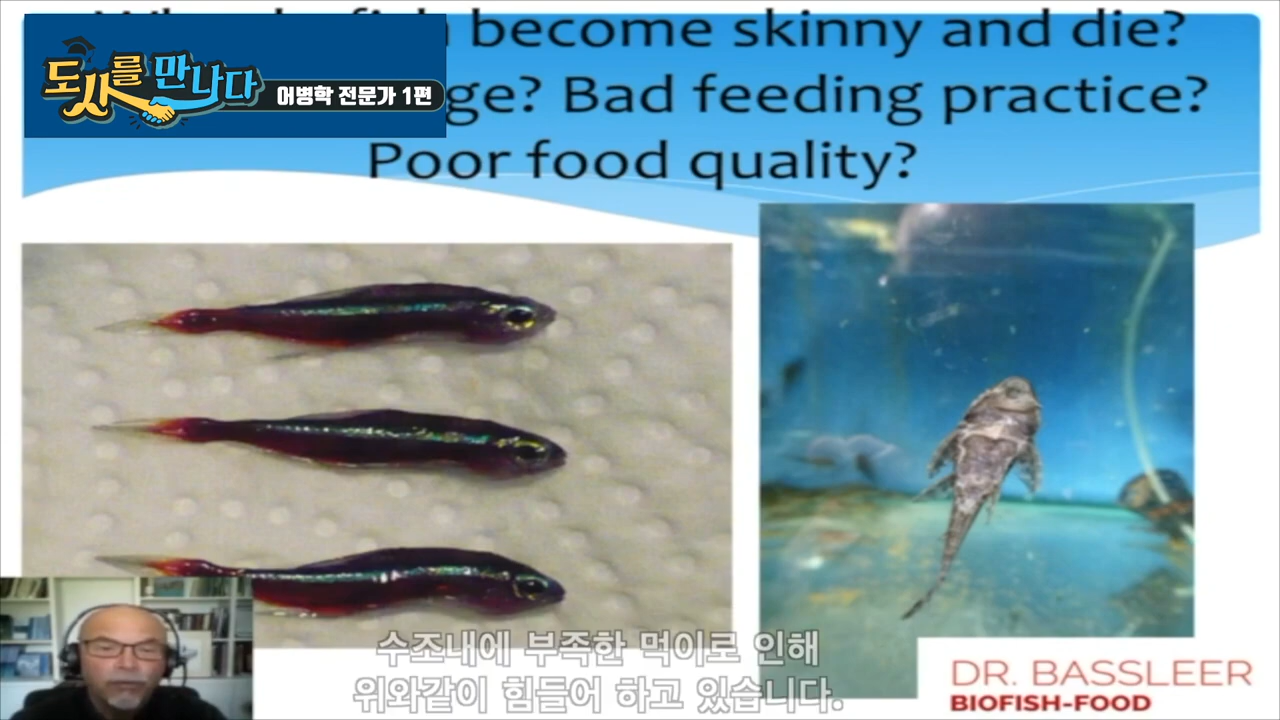 become skinny and die?
도사를 만나다
어병학 전문가 1편
ge? Bad feeding practice?
Poor food quality?
수조내에 부족한 먹이로 인해
위와같이 힘들어 하고 있습니다.
DR. BASSLEER
BIOFISH-FOOD